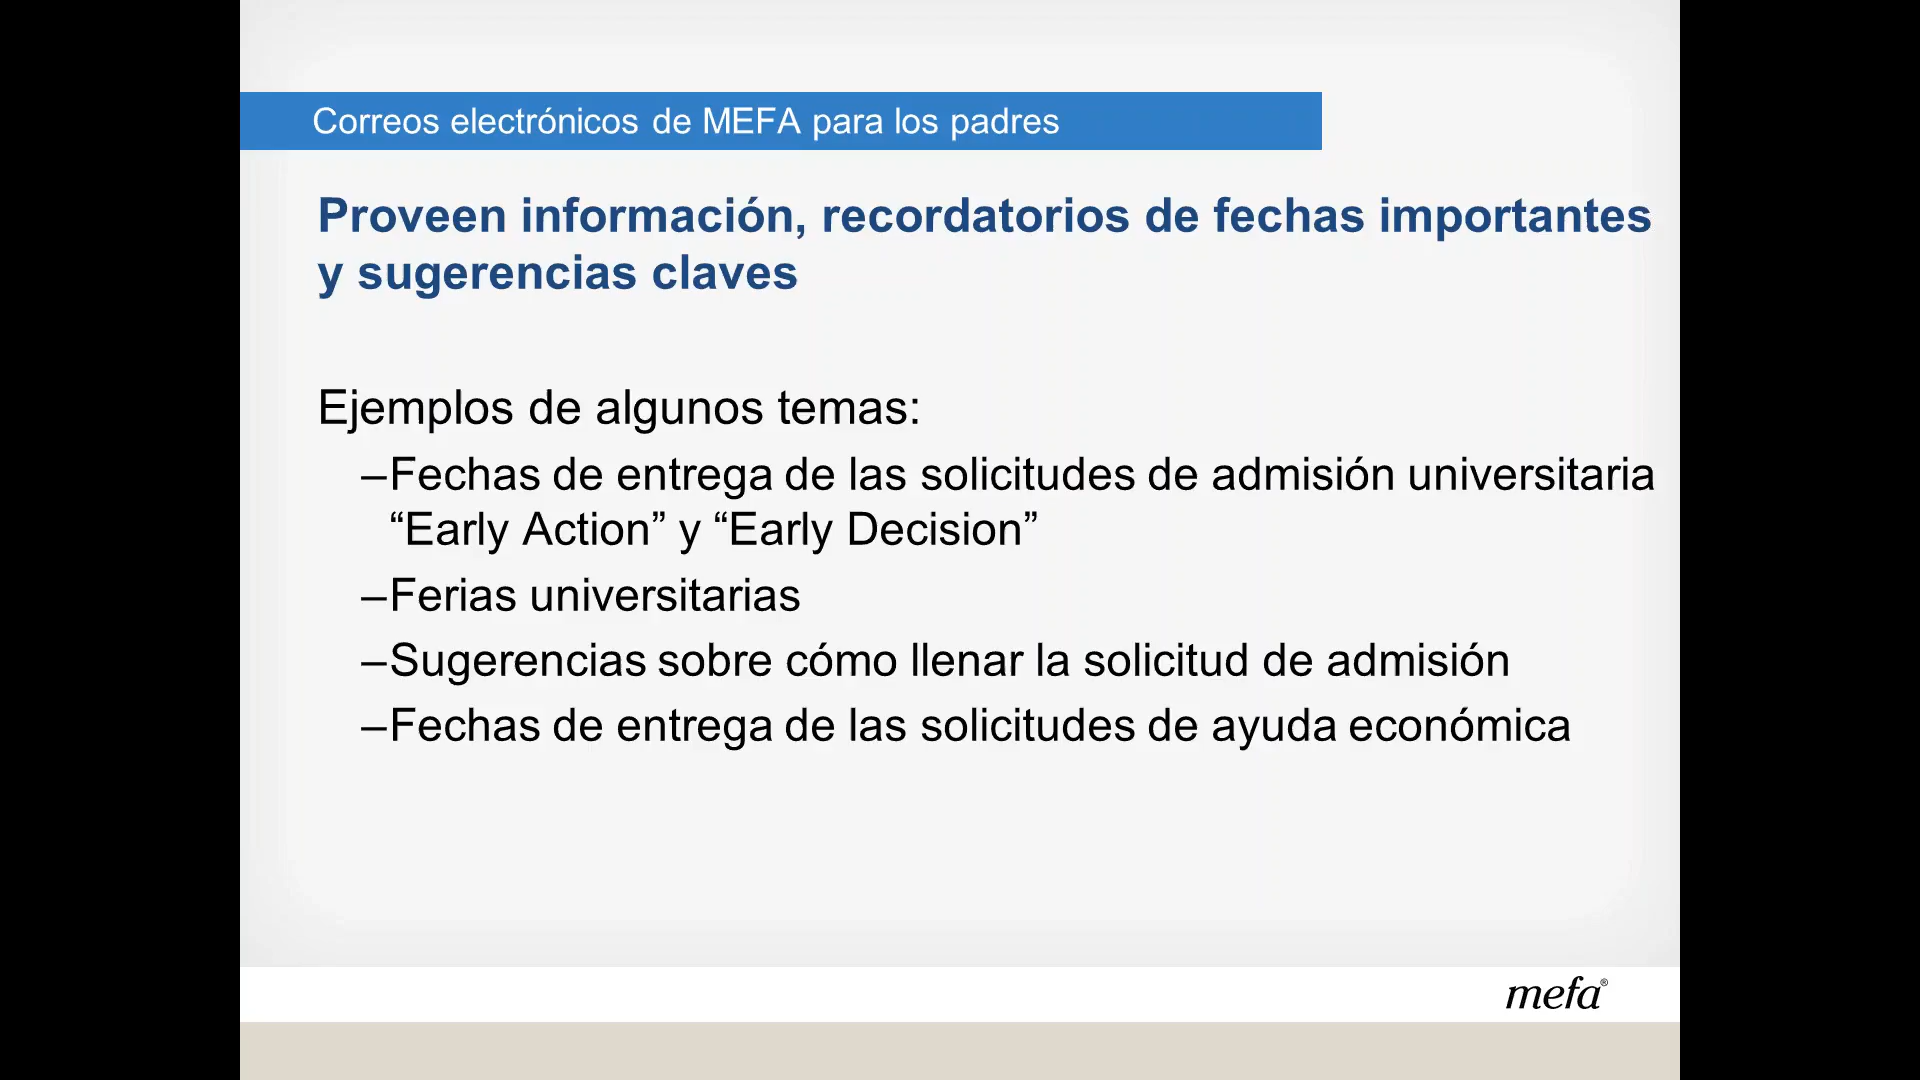 Correos electrónicos de MEFA para los padres
Proveen información, recordatorios de fechas importantes
y sugerencias claves
Ejemplos de algunos temas:
–Fechas de entrega de las solicitudes de admisión universitaria
“Early Action” y “Early Decision”
–Ferias universitarias
–Sugerencias sobre cómo llenar la solicitud de admisión
–Fechas de entrega de las solicitudes de ayuda económica
mefa®